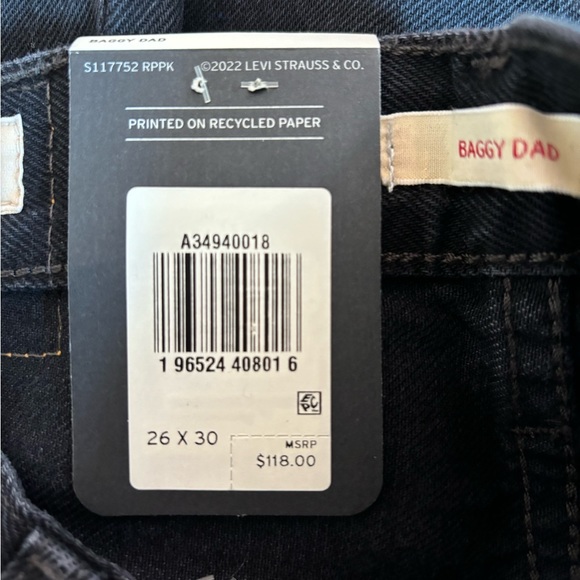 BAGGY DAD
S117752 RPPK ©2022 LEVI STRAUSS & CO.
PRINTED ON RECYCLED PAPER
BAGGY DAD
A34940018
1 96524 40801 6
26 X 30
MSRP
$118.00